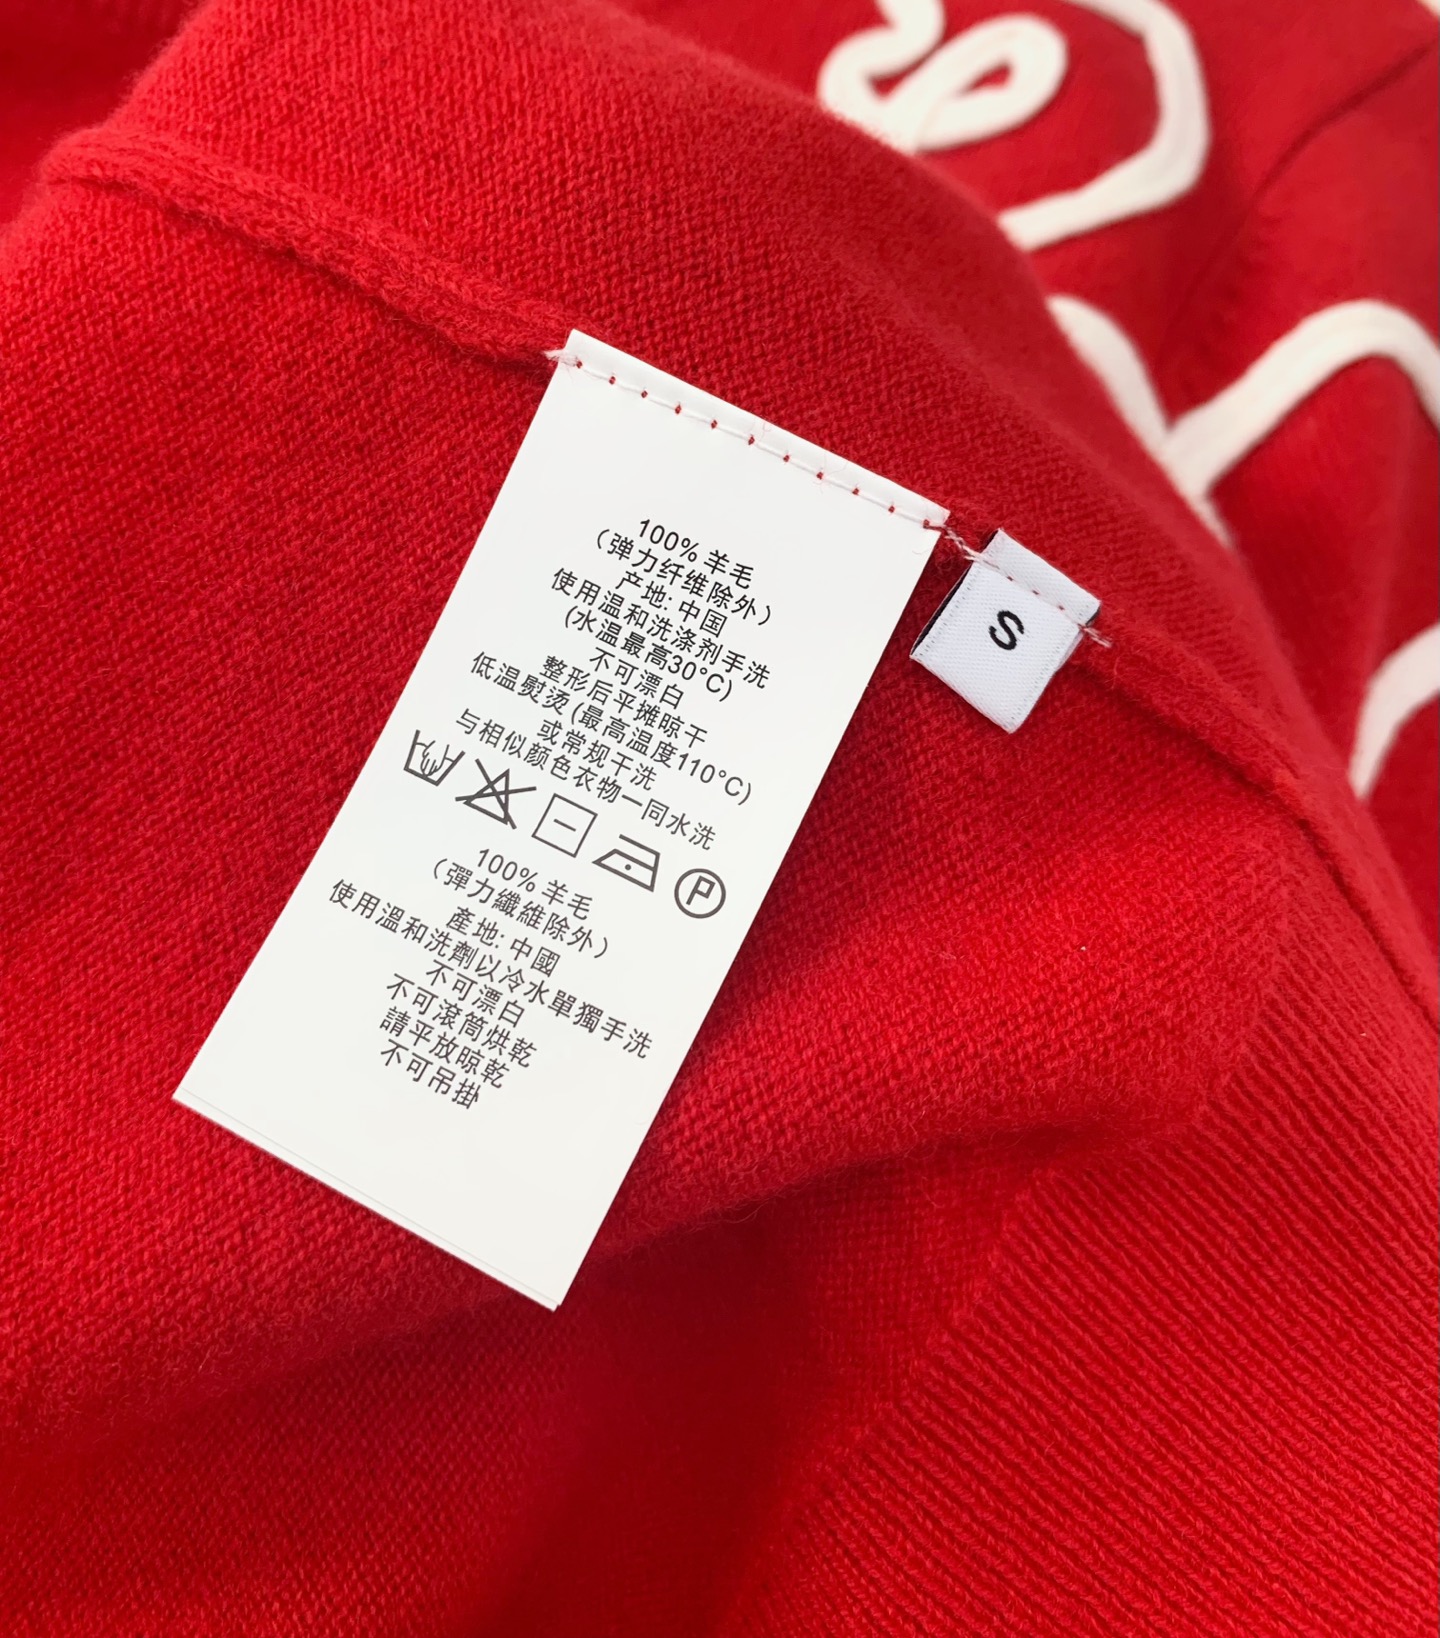 100% 羊毛
（弹力纤维除外）
产地: 中国
使用温和洗涤剂手洗
(水温最高30°C)
不可漂白
整形后平摊晾干
低温熨烫(最高温度110°C)
或常规干洗
与相似颜色衣物一同水洗
P
100% 羊毛
（彈力纖維除外）
產地: 中國
使用溫和洗劑以冷水單獨手洗
不可漂白
不可滾筒烘乾
請平放晾乾
不可吊掛
S